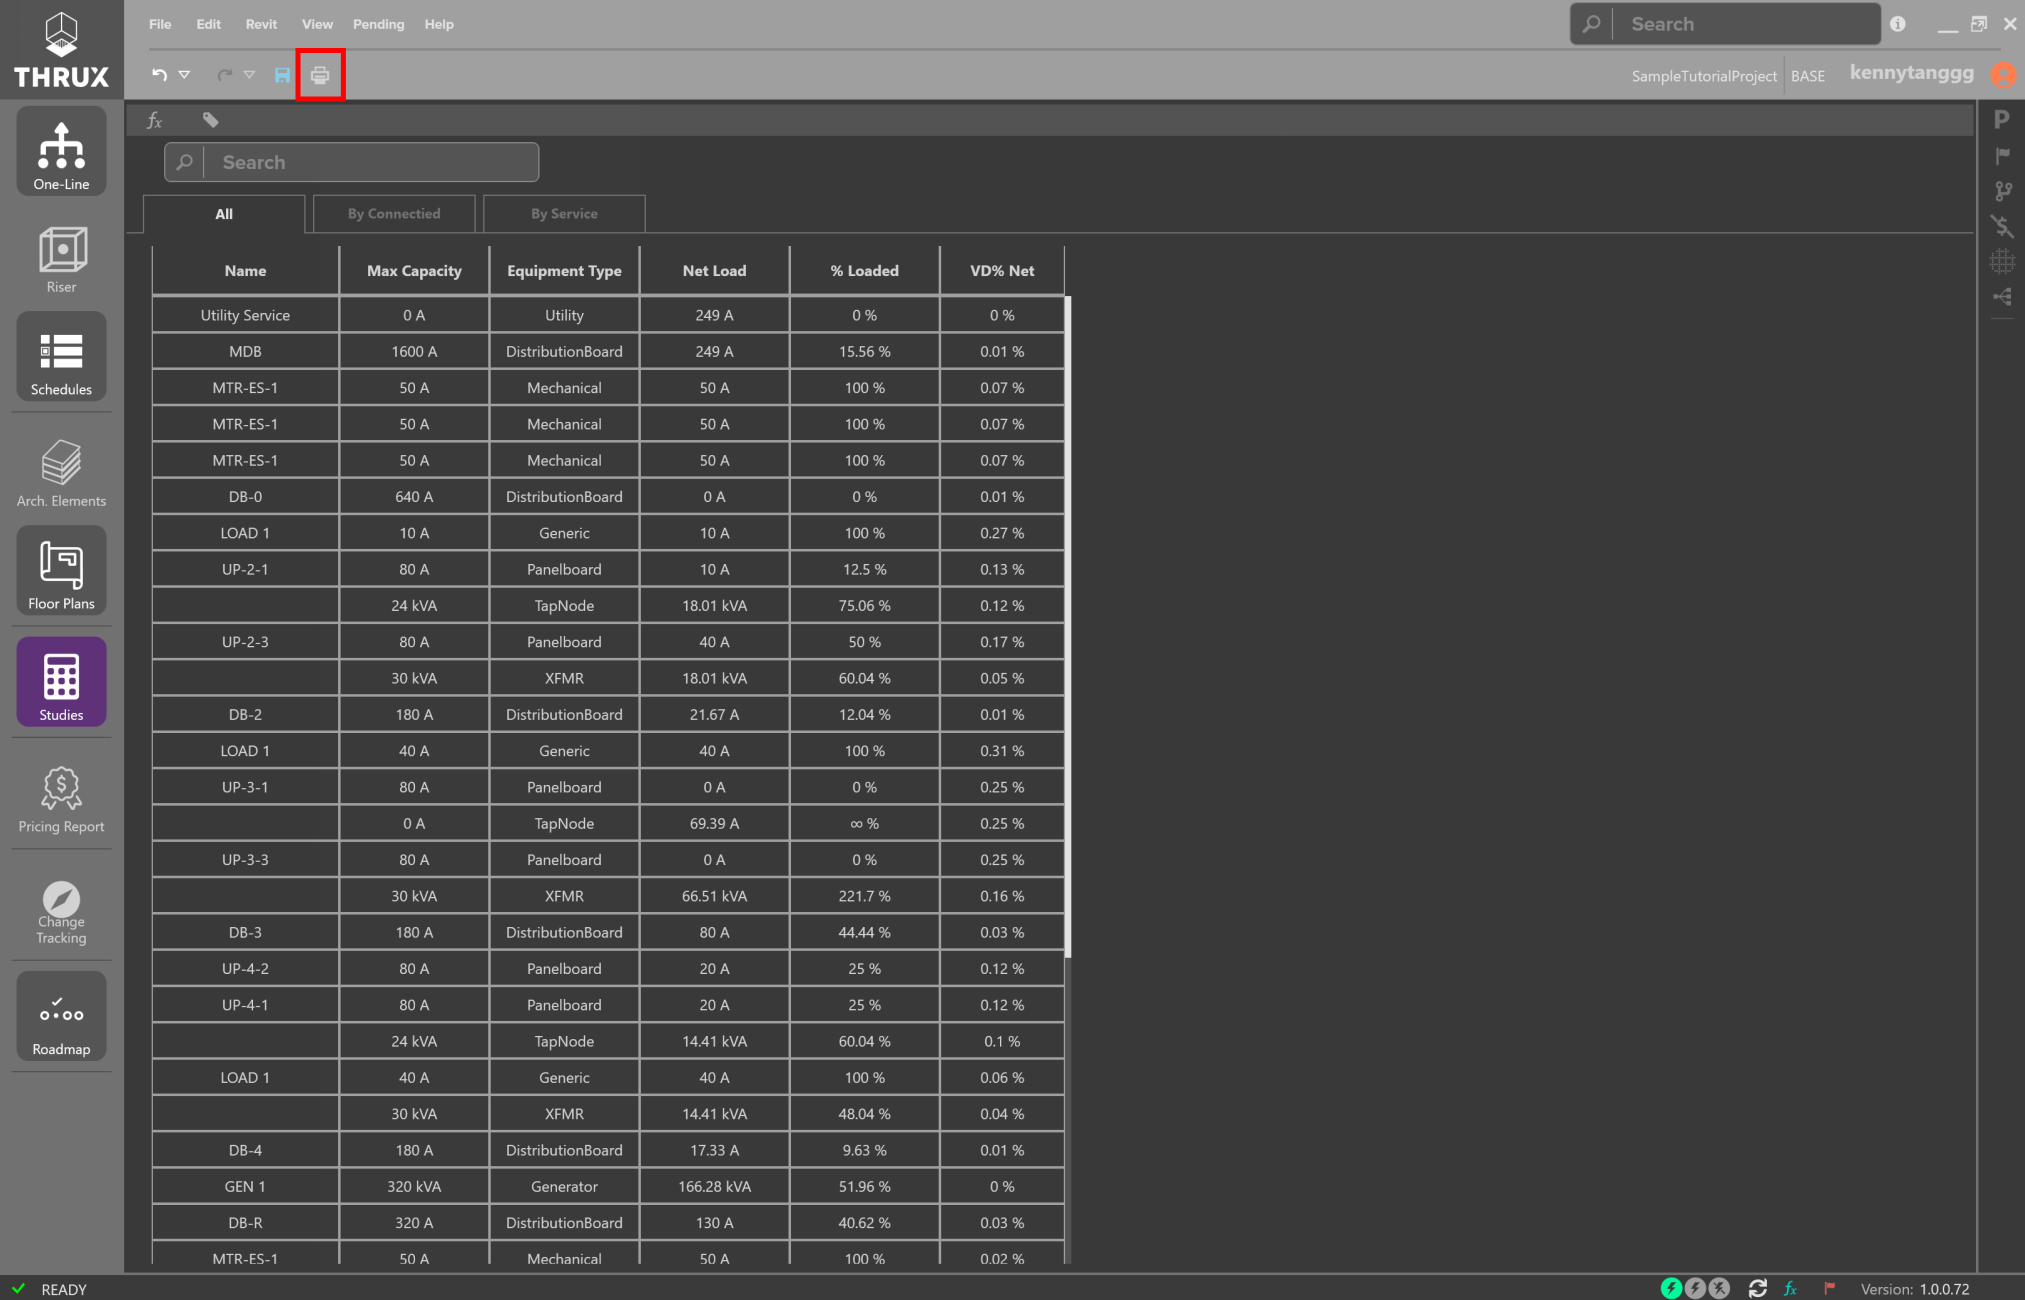 File Edit Revit View Pending Help
Search
THRUX
SampleTutorialProject BASE kennytanggg
fx
Search
One-Line
Riser
Schedules
Arch. Elements
Floor Plans
Studies
Pricing Report
Change
Tracking
Roadmap
All By Connectied By Service
Name Max Capacity Equipment Type Net Load % Loaded VD% Net
Utility Service 0 A Utility 249 A 0 % 0 %
MDB 1600 A DistributionBoard 249 A 15.56 % 0.01 %
MTR-ES-1 50 A Mechanical 50 A 100 % 0.07 %
MTR-ES-1 50 A Mechanical 50 A 100 % 0.07 %
MTR-ES-1 50 A Mechanical 50 A 100 % 0.07 %
DB-0 640 A DistributionBoard 0 A 0 % 0.01 %
LOAD 1 10 A Generic 10 A 100 % 0.27 %
UP-2-1 80 A Panelboard 10 A 12.5 % 0.13 %
24 kVA TapNode 18.01 kVA 75.06 % 0.12 %
UP-2-3 80 A Panelboard 40 A 50 % 0.17 %
30 kVA XFMR 18.01 kVA 60.04 % 0.05 %
DB-2 180 A DistributionBoard 21.67 A 12.04 % 0.01 %
LOAD 1 40 A Generic 40 A 100 % 0.31 %
UP-3-1 80 A Panelboard 0 A 0 % 0.25 %
0 A TapNode 69.39 A ∞ % 0.25 %
UP-3-3 80 A Panelboard 0 A 0 % 0.25 %
30 kVA XFMR 66.51 kVA 221.7 % 0.16 %
DB-3 180 A DistributionBoard 80 A 44.44 % 0.03 %
UP-4-2 80 A Panelboard 20 A 25 % 0.12 %
UP-4-1 80 A Panelboard 20 A 25 % 0.12 %
24 kVA TapNode 14.41 kVA 60.04 % 0.1 %
LOAD 1 40 A Generic 40 A 100 % 0.06 %
30 kVA XFMR 14.41 kVA 48.04 % 0.04 %
DB-4 180 A DistributionBoard 17.33 A 9.63 % 0.01 %
GEN 1 320 kVA Generator 166.28 kVA 51.96 % 0 %
DB-R 320 A DistributionBoard 130 A 40.62 % 0.03 %
MTR-ES-1 50 A Mechanical 50 A 100 % 0.02 %
P
READY
fx Version: 1.0.0.72